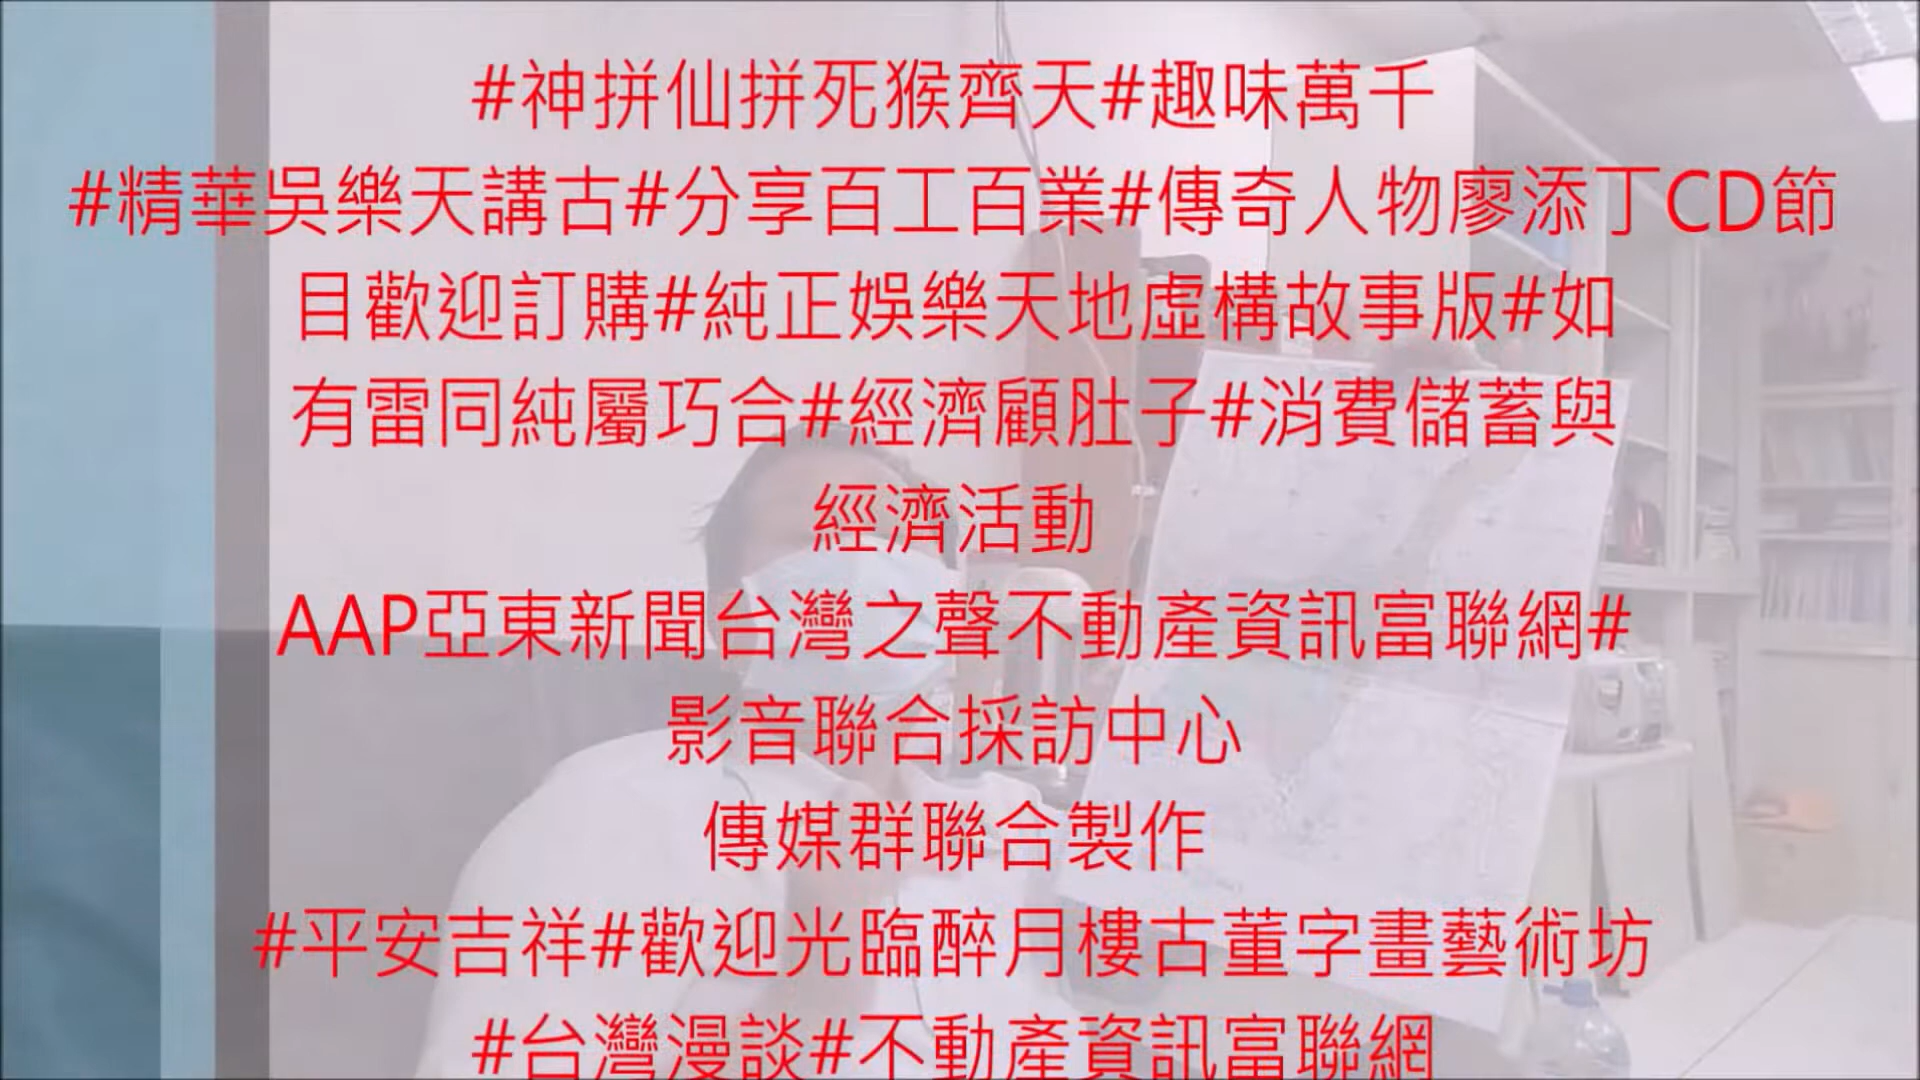 #神拼仙拼死猴齊天#趣味萬千
#精華吳樂天講古#分享百工百業#傳奇人物廖添丁CD節
目歡迎訂購#純正娛樂天地虛構故事版#如
有雷同純屬巧合#經濟顧肚子#消費儲蓄與
經濟活動
AAP亞東新聞台灣之聲不動產資訊富聯網#
影音聯合採訪中心
傳媒群聯合製作
#平安吉祥#歡迎光臨醉月樓古董字畫藝術坊
#台灣漫談#不動產資訊富聯網